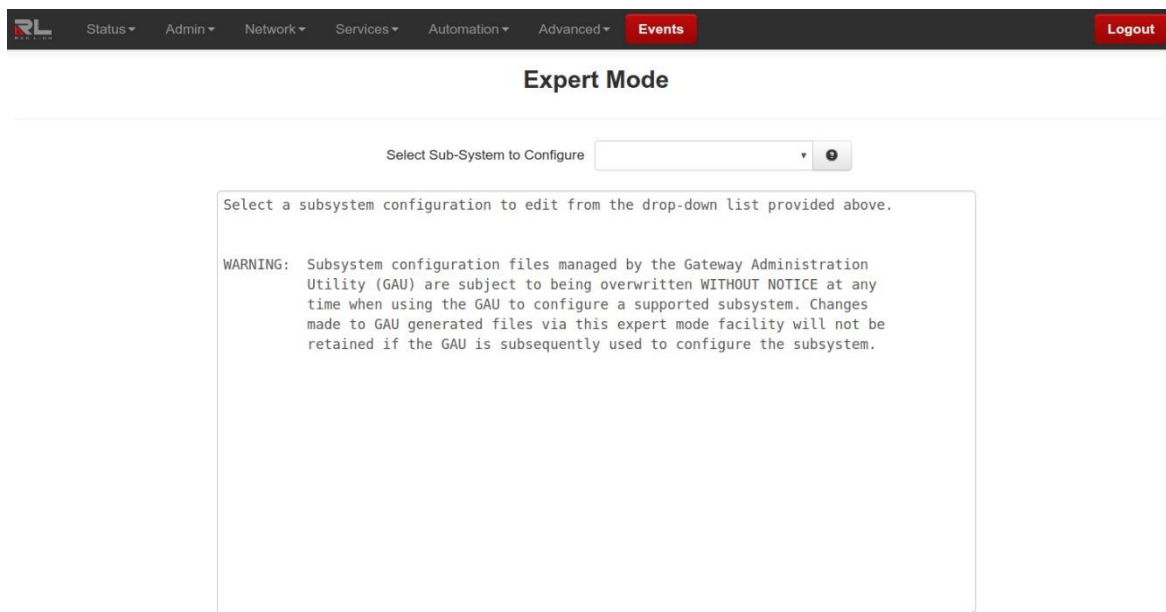 RL
Status Admin Network Services Automation Advanced Events Logout
Expert Mode
Select Sub-System to Configure
Select a subsystem configuration to edit from the drop-down list provided above.
WARNING: Subsystem configuration files managed by the Gateway Administration
Utility (GAU) are subject to being overwritten WITHOUT NOTICE at any
time when using the GAU to configure a supported subsystem. Changes
made to GAU generated files via this expert mode facility will not be
retained if the GAU is subsequently used to configure the subsystem.